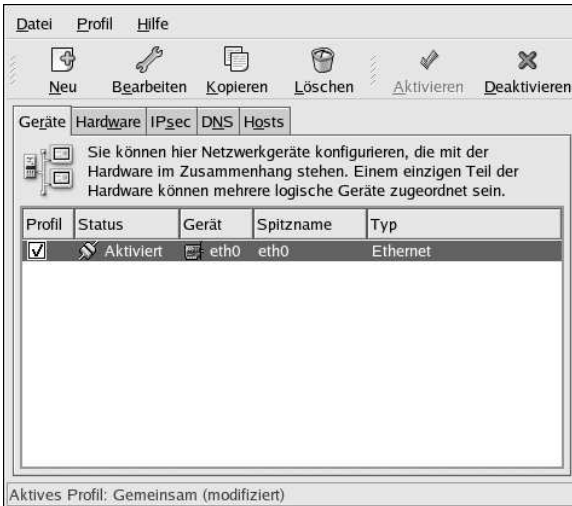 Datei Profil Hilfe
Neu Bearbeiten Kopieren Löschen Aktivieren Deaktivieren
Geräte Hardware IPsec DNS Hosts
Sie können hier Netzwerkgeräte konfigurieren, die mit der
Hardware im Zusammenhang stehen. Einem einzigen Teil der
Hardware können mehrere logische Geräte zugeordnet sein.
Profil Status Gerät Spitzname Typ
Aktiviert eth0 eth0 Ethernet
Aktives Profil: Gemeinsam (modifiziert)